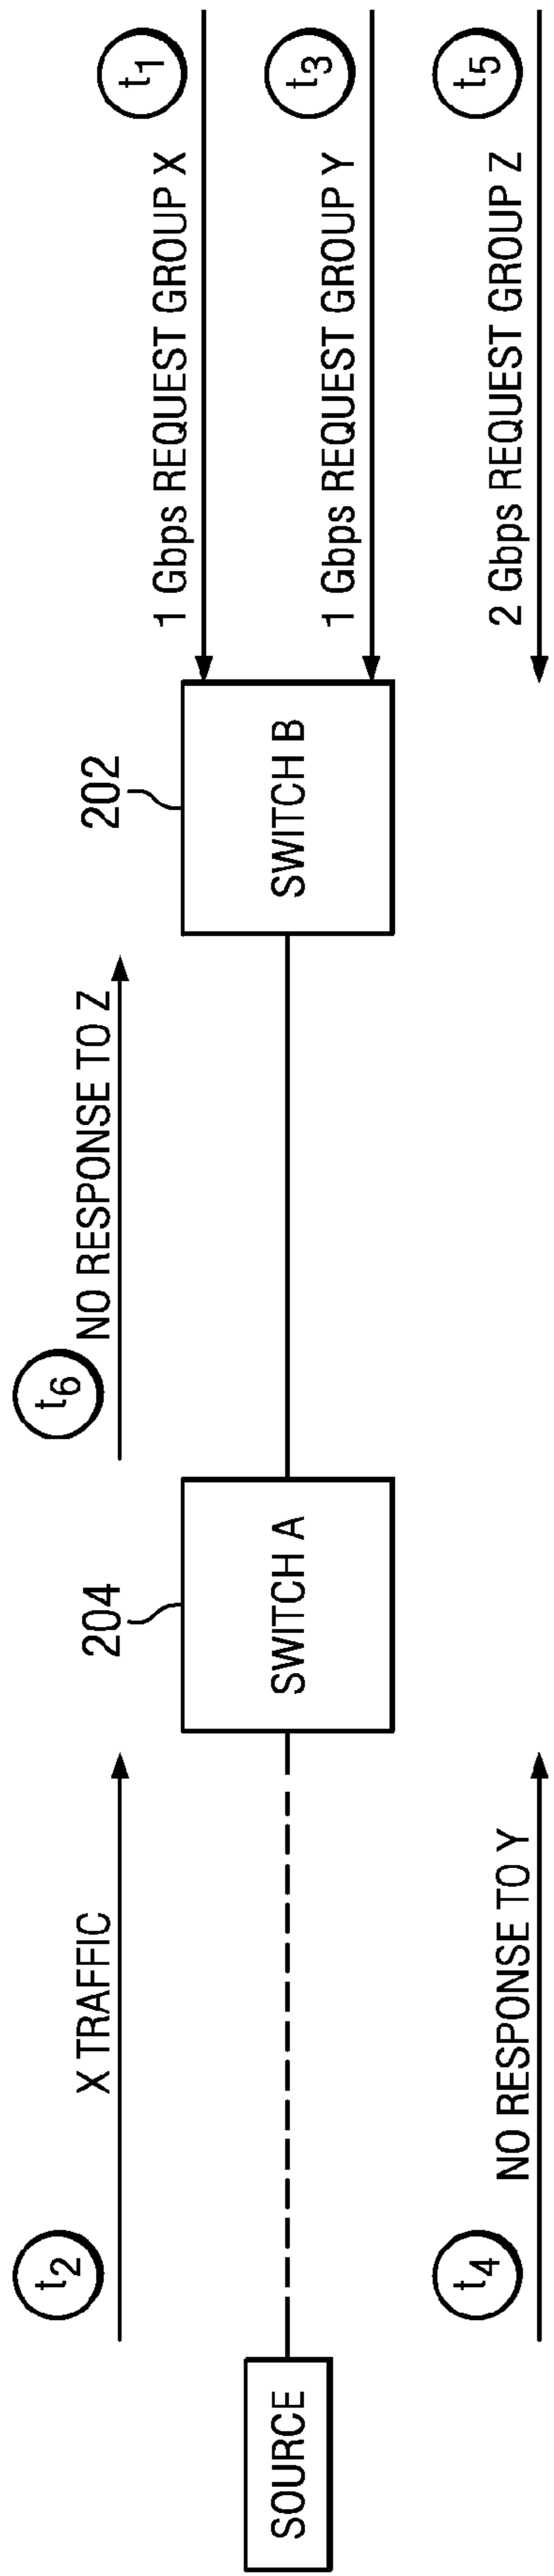 t1
1 Gbps REQUEST GROUP X
t3
1 Gbps REQUEST GROUP Y
t5
2 Gbps REQUEST GROUP Z
202
SWITCH B
t6
NO RESPONSE TO Z
204
SWITCH A
t2
X TRAFFIC
t4
NO RESPONSE TO Y
SOURCE